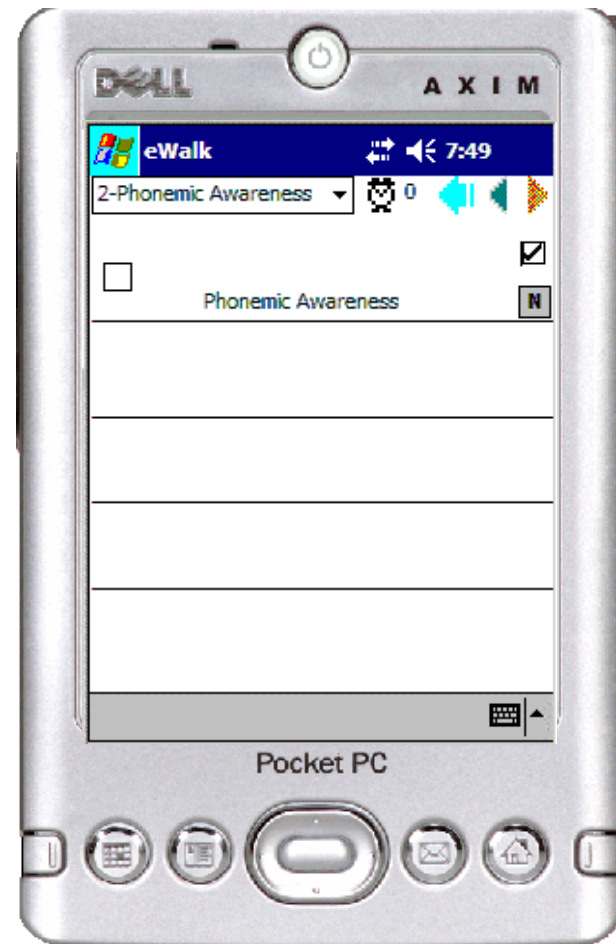 DELL
AXIM
eWalk 7:49
2-Phonemic Awareness 0
Phonemic Awareness
N
Pocket PC